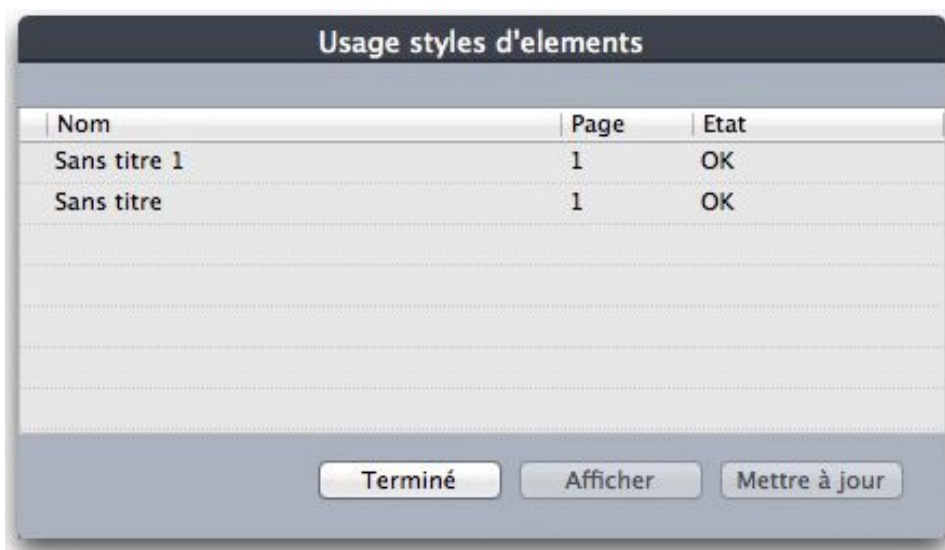 Usage styles d'elements
Nom Page Etat
Sans titre 1 1 OK
Sans titre 1 OK
Terminé Afficher Mettre à jour